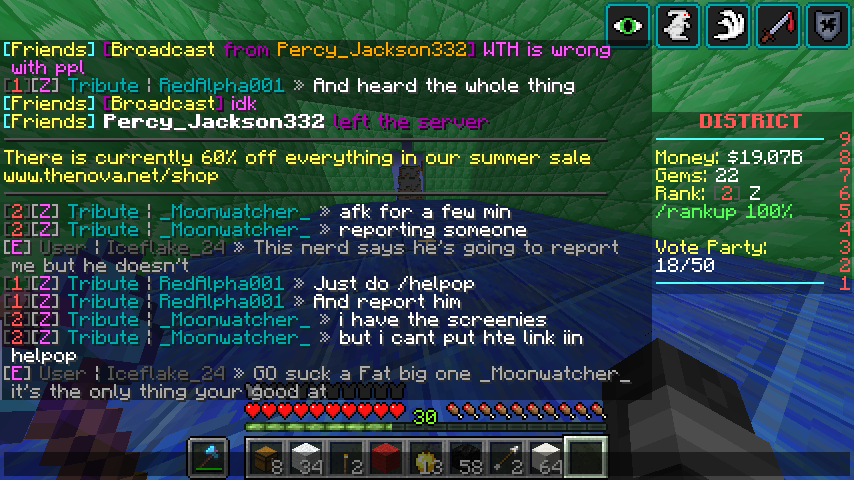 [Friends] [Broadcast from Percy_Jackson332] WTH is wrong
with ppl
[1][Z] Tribute ¦ RedAlpha001 » And heard the whole thing
[Friends] [Broadcast] idk
[Friends] Percy_Jackson332 left the server
There is currently 60% off everything in our summer sale
www.thenova.net/shop
[2][Z] Tribute ¦ _Moonwatcher_ » afk for a few min
[2][Z] Tribute ¦ _Moonwatcher_ » reporting someone
[E] User ¦ Iceflake_24 » This nerd says he's going to report
me but he doesn't
[1][Z] Tribute ¦ RedAlpha001 » Just do /helpop
[1][Z] Tribute ¦ RedAlpha001 » And report him
[2][Z] Tribute ¦ _Moonwatcher_ » i have the screenies
[2][Z] Tribute ¦ _Moonwatcher_ » but i cant put hte link iin
helpop
[E] User ¦ Iceflake_24 » GO suck a Fat big one _Moonwatcher_
it's the only thing your good at
DISTRICT
9
Money: $19.07B 8
Gems: 22 7
Rank: [2] Z 6
/rankup 100% 5
4
Vote Party: 3
18/50 2
1
30
8 34 2 13 58 2 64